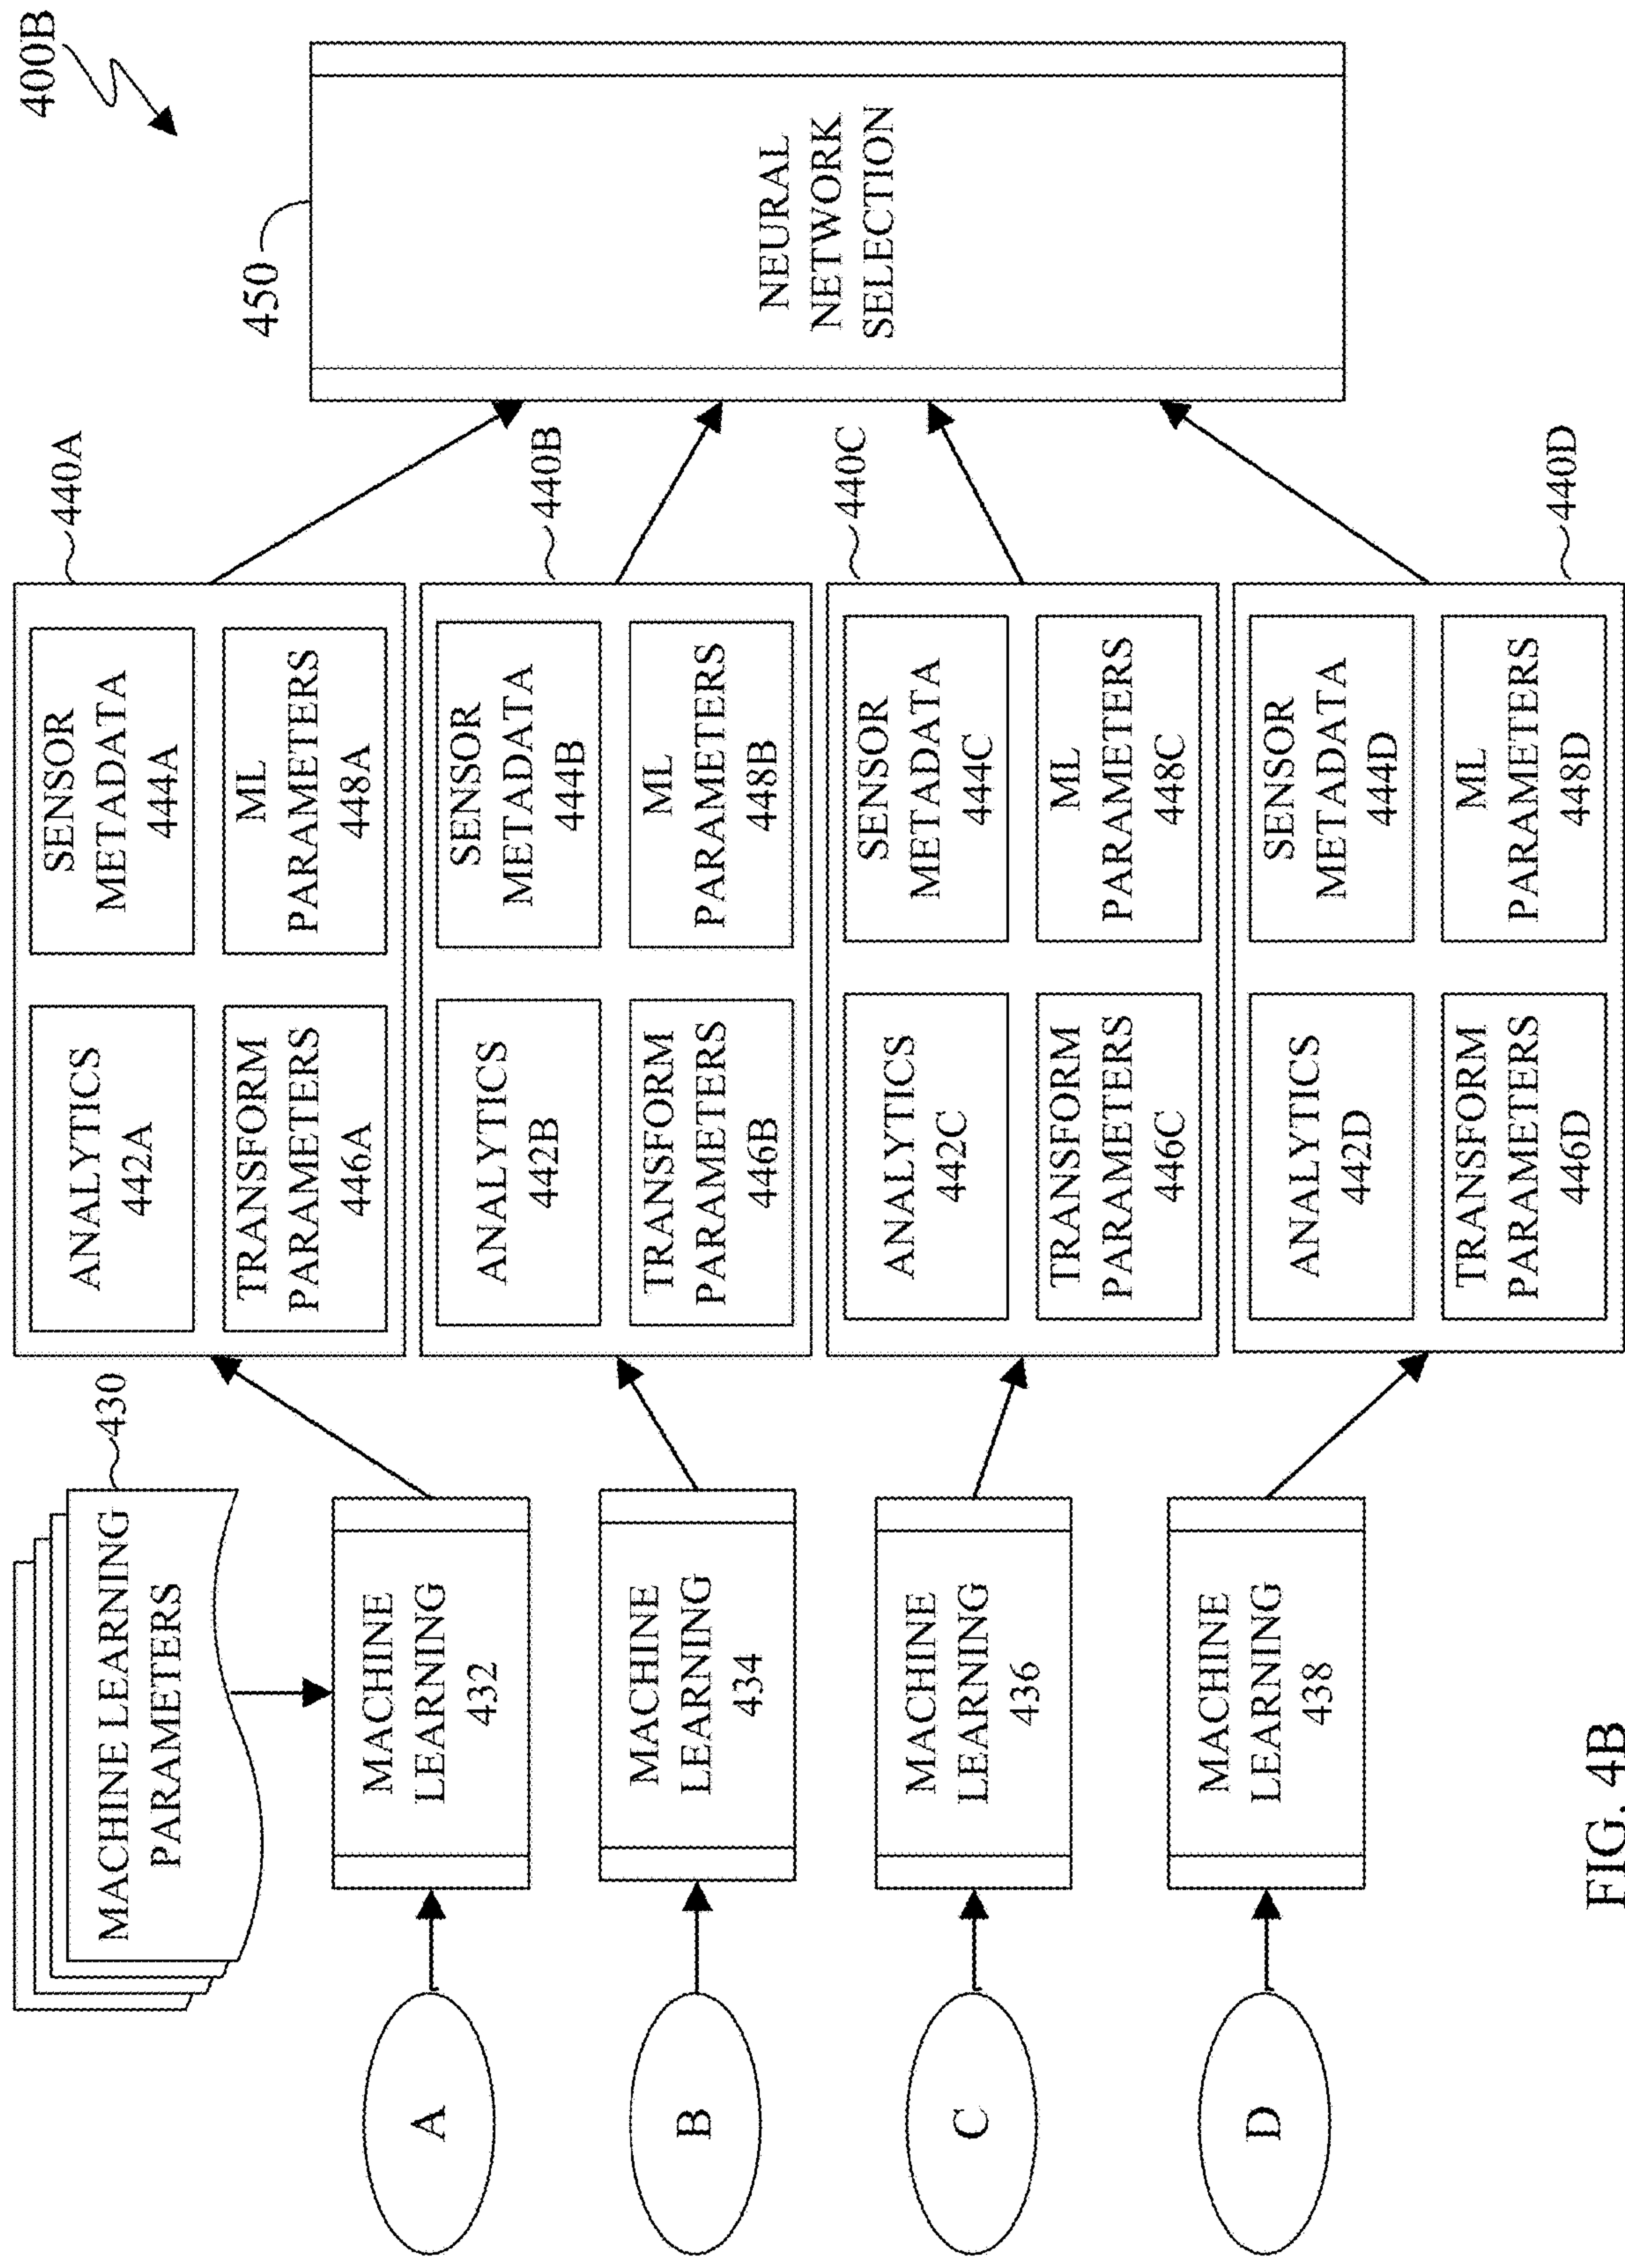 400B
450
NEURAL
NETWORK
SELECTION
440A
SENSOR
METADATA
444A
ML
PARAMETERS
448A
ANALYTICS
442A
TRANSFORM
PARAMETERS
446A
440B
SENSOR
METADATA
444B
ML
PARAMETERS
448B
ANALYTICS
442B
TRANSFORM
PARAMETERS
446B
440C
SENSOR
METADATA
444C
ML
PARAMETERS
448C
ANALYTICS
442C
TRANSFORM
PARAMETERS
446C
440D
SENSOR
METADATA
444D
ML
PARAMETERS
448D
ANALYTICS
442D
TRANSFORM
PARAMETERS
446D
430
MACHINE LEARNING
PARAMETERS
MACHINE
LEARNING
432
MACHINE
LEARNING
434
MACHINE
LEARNING
436
MACHINE
LEARNING
438
A
B
C
D
FIG. 4B